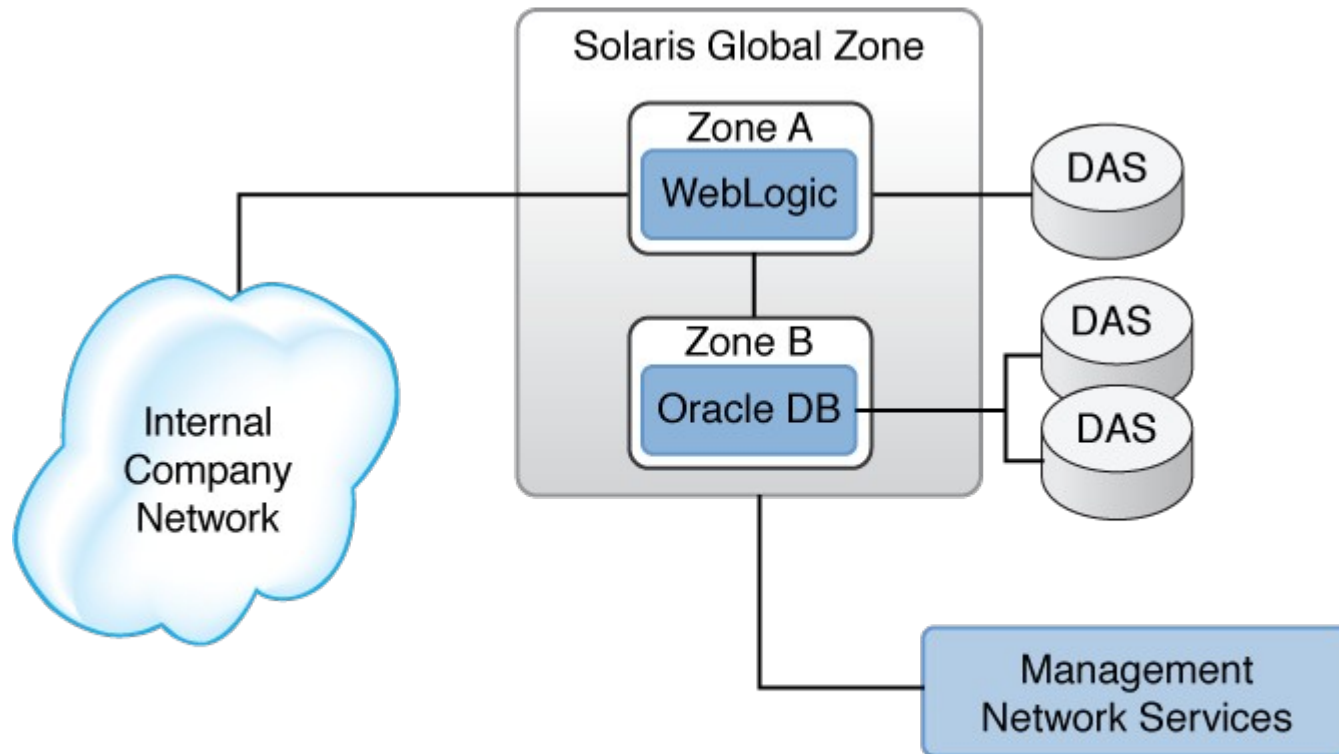 Solaris Global Zone
Zone A
WebLogic
DAS
Zone B
Oracle DB
DAS
DAS
Internal
Company
Network
Management
Network Services